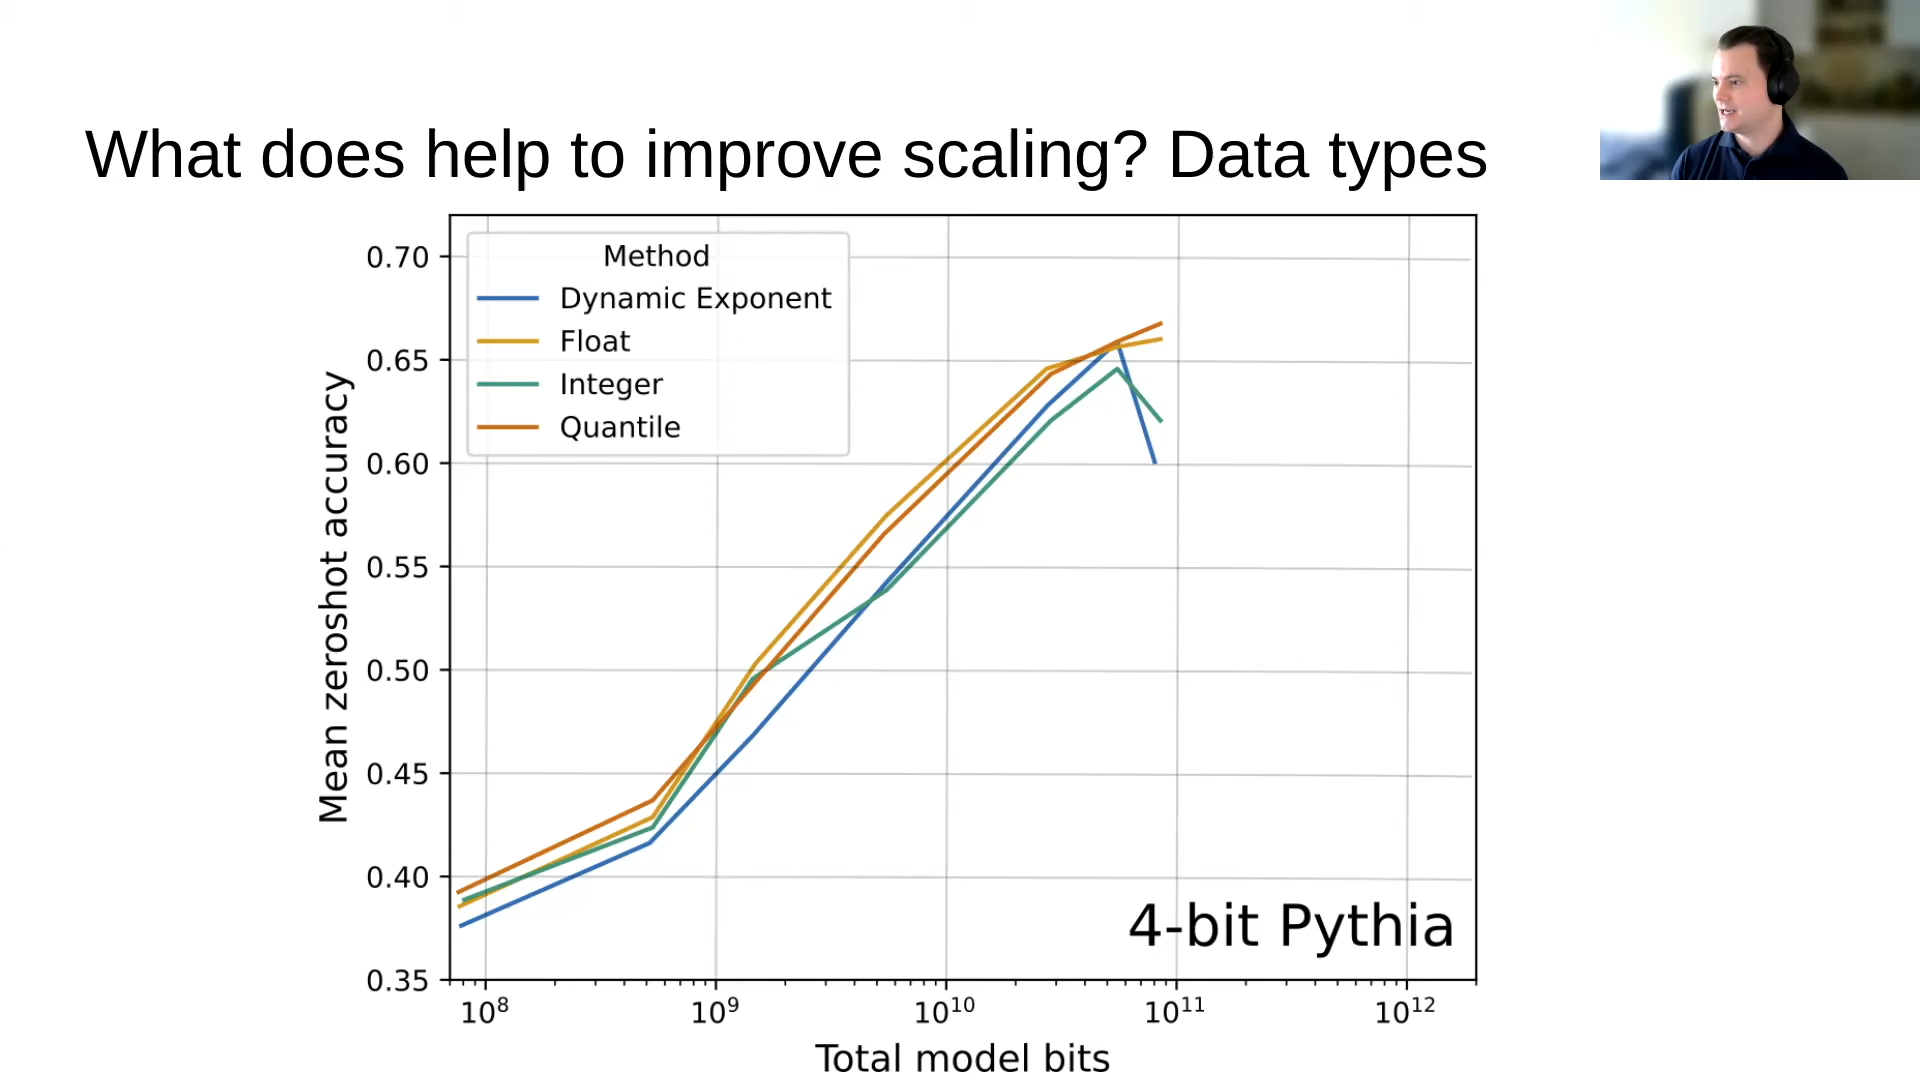 What does help to improve scaling? Data types
Method
Dynamic Exponent
Float
Integer
Quantile
Mean zeroshot accuracy
0.70
0.65
0.60
0.55
0.50
0.45
0.40
0.35
4-bit Pythia
10⁸ 10⁹ 10¹⁰ 10¹¹ 10¹²
Total model bits